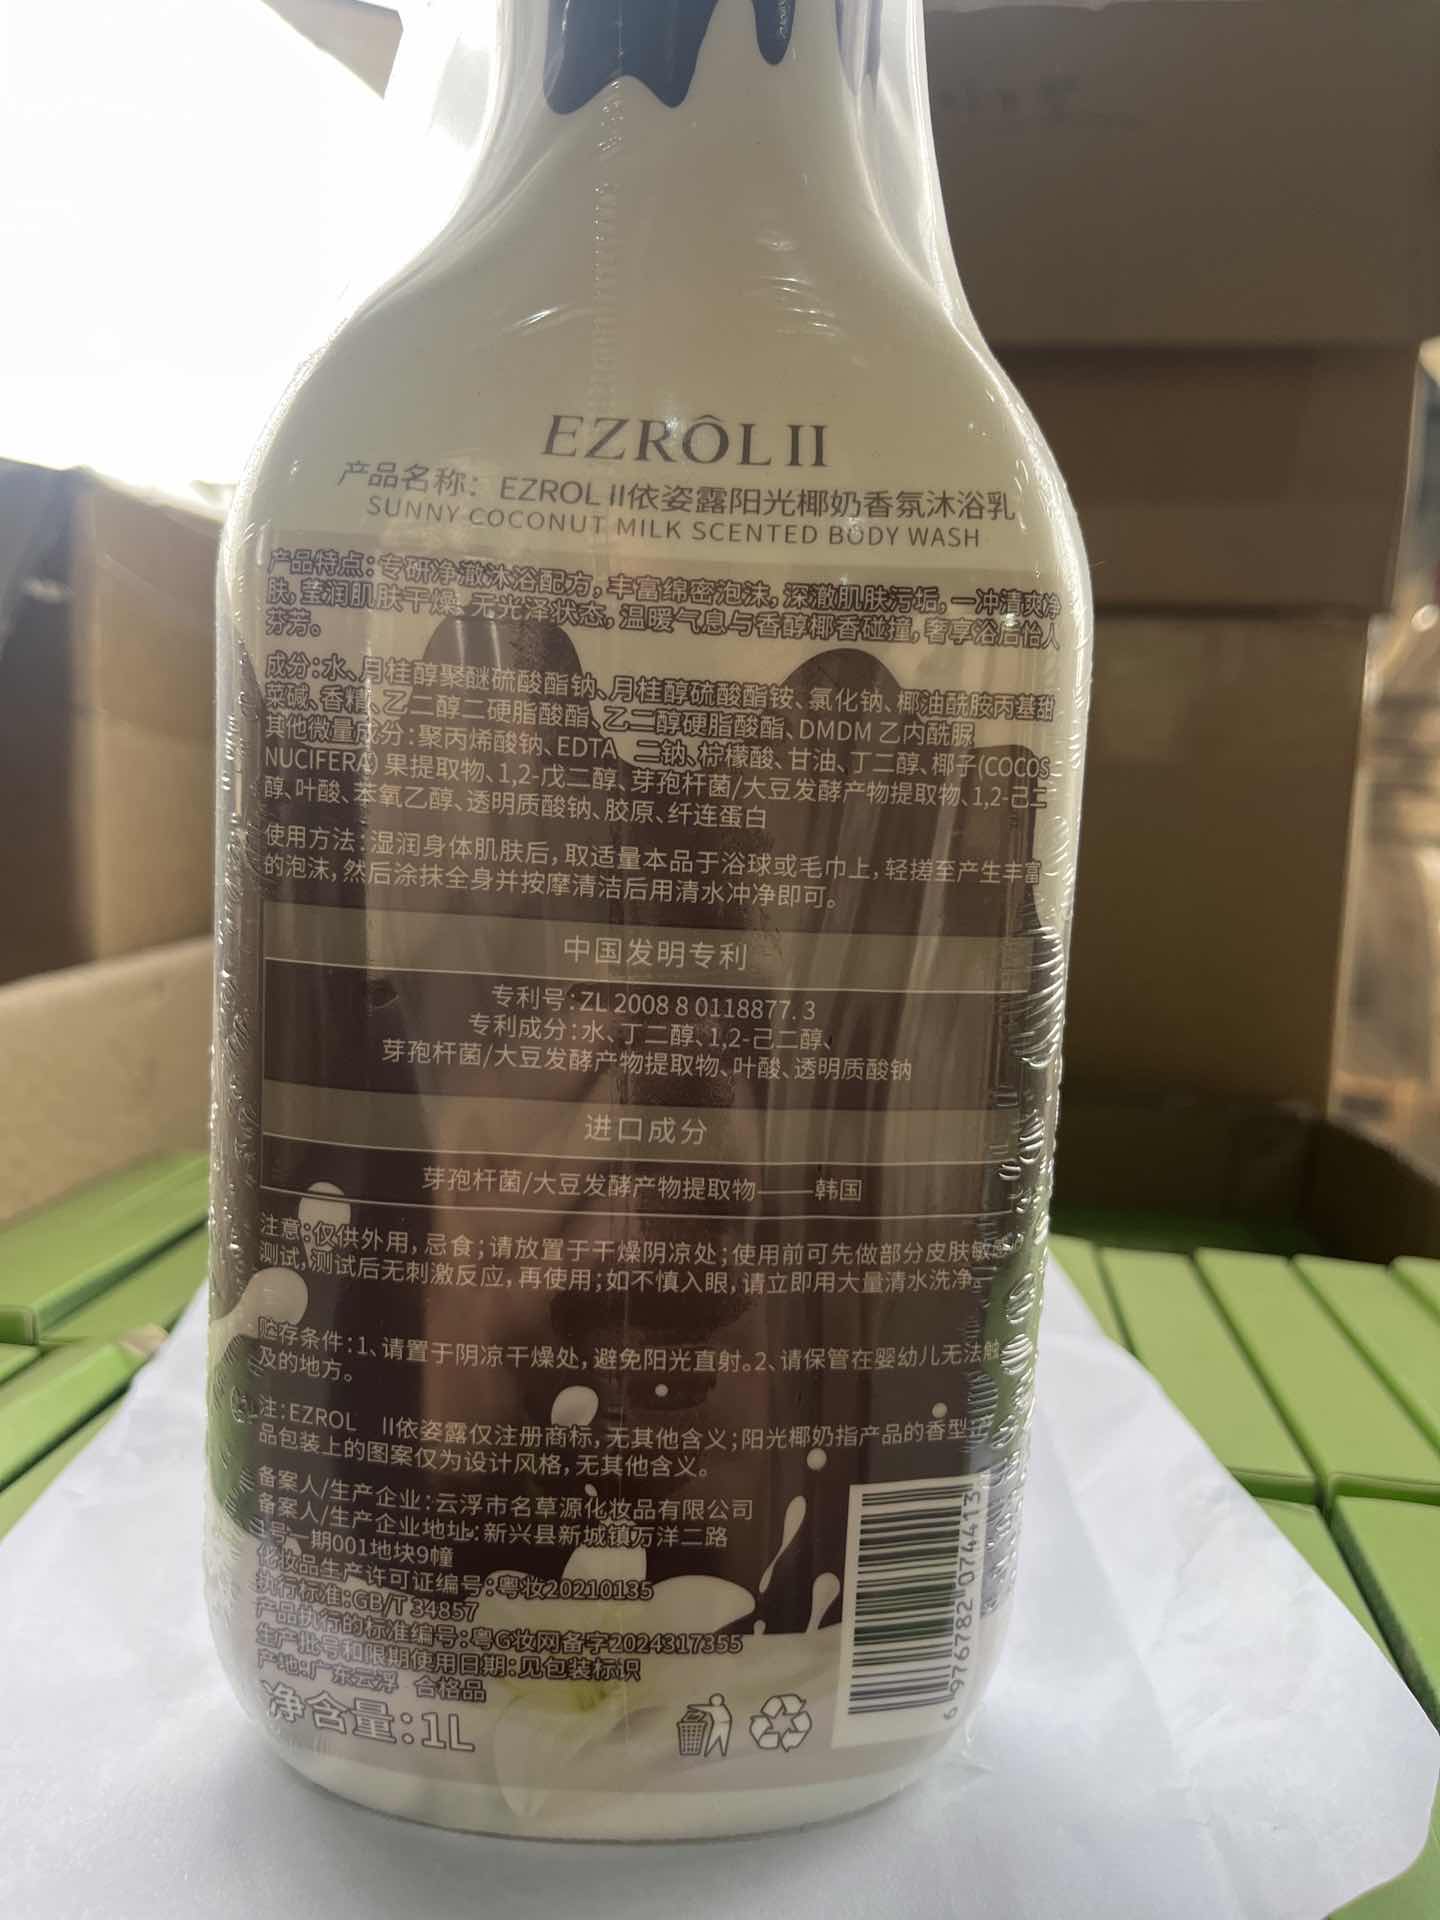 EZRÔL II
产品名称：EZROL II依姿露阳光椰奶香氛沐浴乳
SUNNY COCONUT MILK SCENTED BODY WASH
产品特点：专研净澈沐浴配方，丰富绵密泡沫，深澈肌肤污垢，一冲清爽净
肤，莹润肌肤干燥、无光泽状态，温暖气息与香醇椰香碰撞，奢享浴后怡人
芬芳。
成分：水、月桂醇聚醚硫酸酯钠、月桂醇硫酸酯铵、氯化钠、椰油酰胺丙基甜
菜碱、香精、乙二醇二硬脂酸酯、乙二醇硬脂酸酯、DMDM 乙内酰脲
其他微量成分：聚丙烯酸钠、EDTA 二钠、柠檬酸、甘油、丁二醇、椰子(COCOS
NUCIFERA)果提取物、1,2-戊二醇、芽孢杆菌/大豆发酵产物提取物、1,2-己二
醇、叶酸、苯氧乙醇、透明质酸钠、胶原、纤连蛋白
使用方法：湿润身体肌肤后，取适量本品于浴球或毛巾上，轻搓至产生丰富
的泡沫，然后涂抹全身并按摩清洁后用清水冲净即可。
中国发明专利
专利号：ZL 2008 8 0118877. 3
专利成分：水、丁二醇、1,2-己二醇、
芽孢杆菌/大豆发酵产物提取物、叶酸、透明质酸钠
进口成分
芽孢杆菌/大豆发酵产物提取物——韩国
注意：仅供外用，忌食；请放置于干燥阴凉处；使用前可先做部分皮肤敏感
测试，测试后无刺激反应，再使用；如不慎入眼，请立即用大量清水洗净。
贮存条件：1、请置于阴凉干燥处，避免阳光直射。2、请保管在婴幼儿无法触
及的地方。
注：EZROL II依姿露仅注册商标，无其他含义；阳光椰奶指产品的香型
品包装上的图案仅为设计风格，无其他含义。
备案人/生产企业：云浮市名草源化妆品有限公司
备案人/生产企业地址：新兴县新城镇万洋二路
1号一期001地块9幢
化妆品生产许可证编号：粤妆20210135
执行标准：GB/T 34857
产品执行的标准编号：粤G妆网备字2024317355
生产批号和限期使用日期：见包装标识
产地：广东云浮 合格品
净含量：1L
6 976782 074413